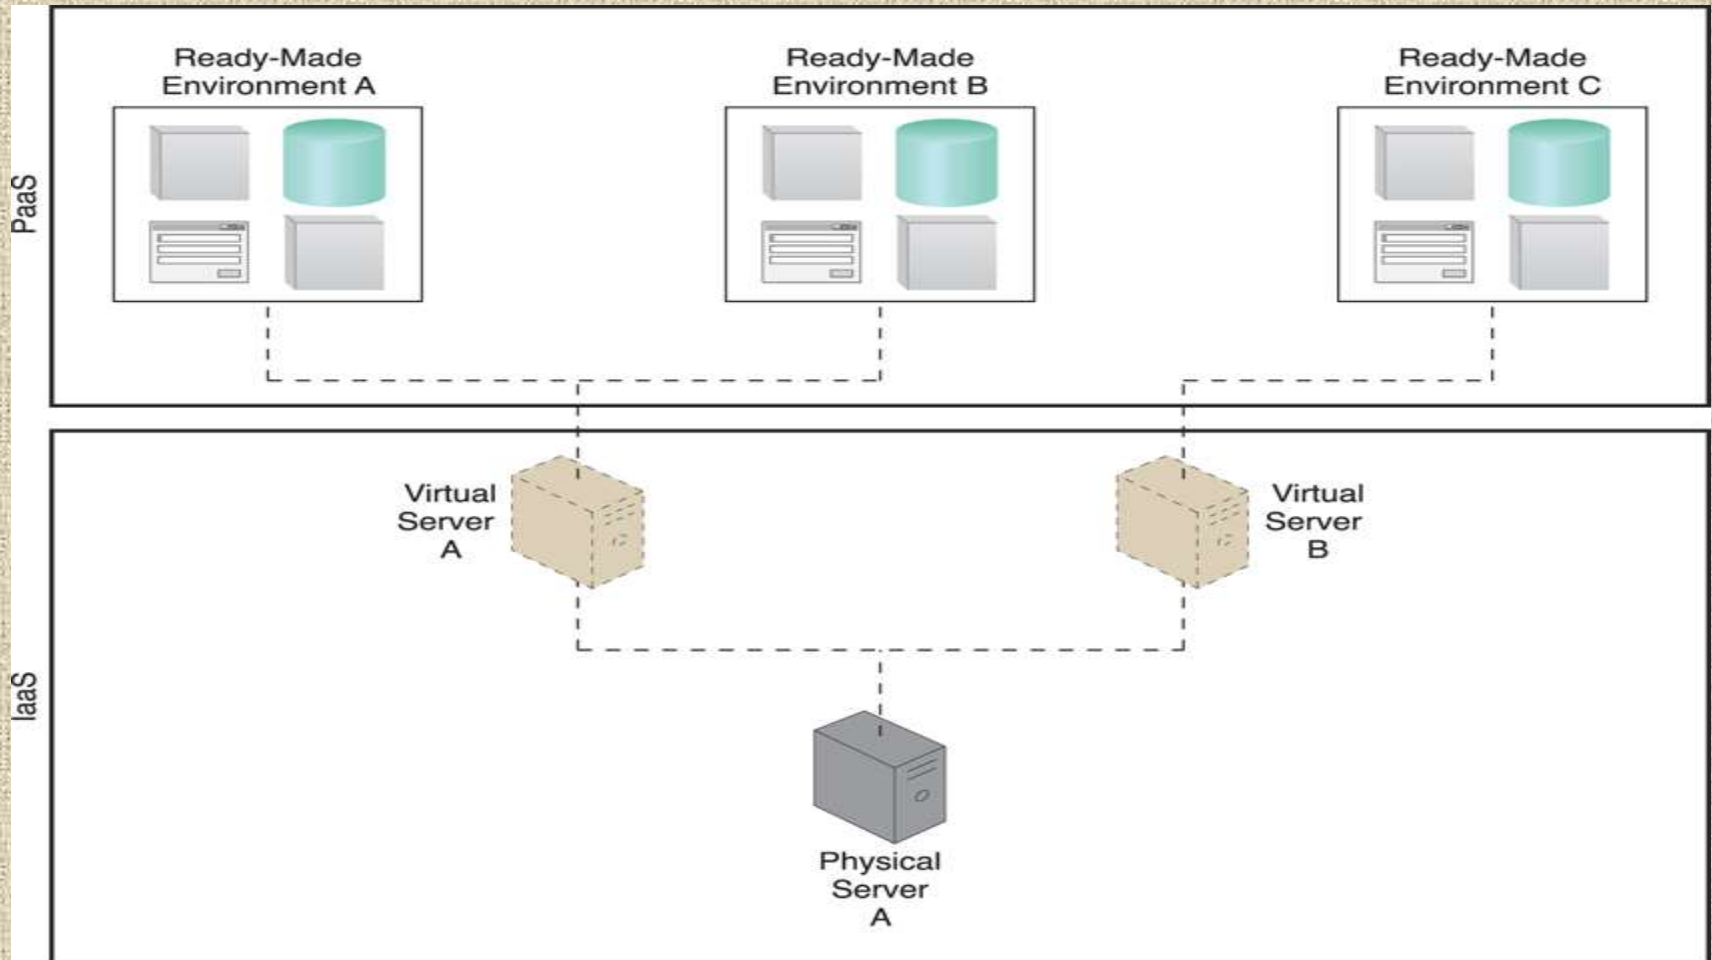 Ready-Made
Environment A
Ready-Made
Environment B
Ready-Made
Environment C
PaaS
Virtual
Server
A
Virtual
Server
B
IaaS
Physical
Server
A